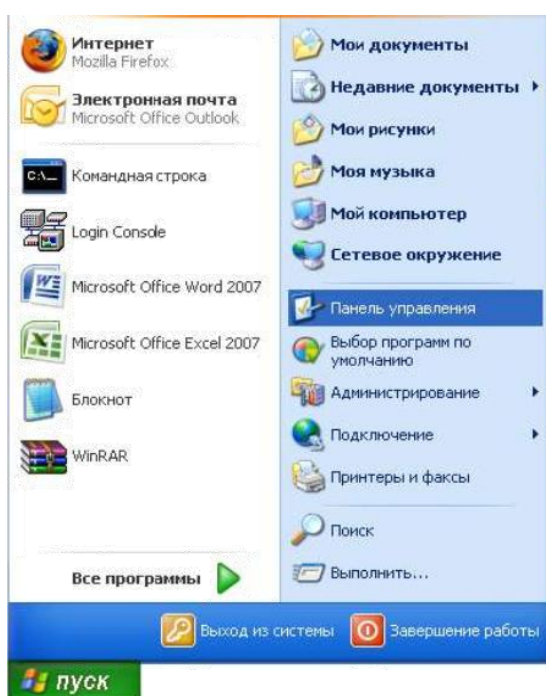 Интернет
Mozilla Firefox
Электронная почта
Microsoft Office Outlook
C:\_
Командная строка
Login Console
Microsoft Office Word 2007
Microsoft Office Excel 2007
Блокнот
WinRAR
Все программы
Мои документы
Недавние документы
Мои рисунки
Моя музыка
Мой компьютер
Сетевое окружение
Панель управления
Выбор программ по
умолчанию
Администрирование
Подключение
Принтеры и факсы
Поиск
Выполнить...
Выход из системы
Завершение работы
пуск